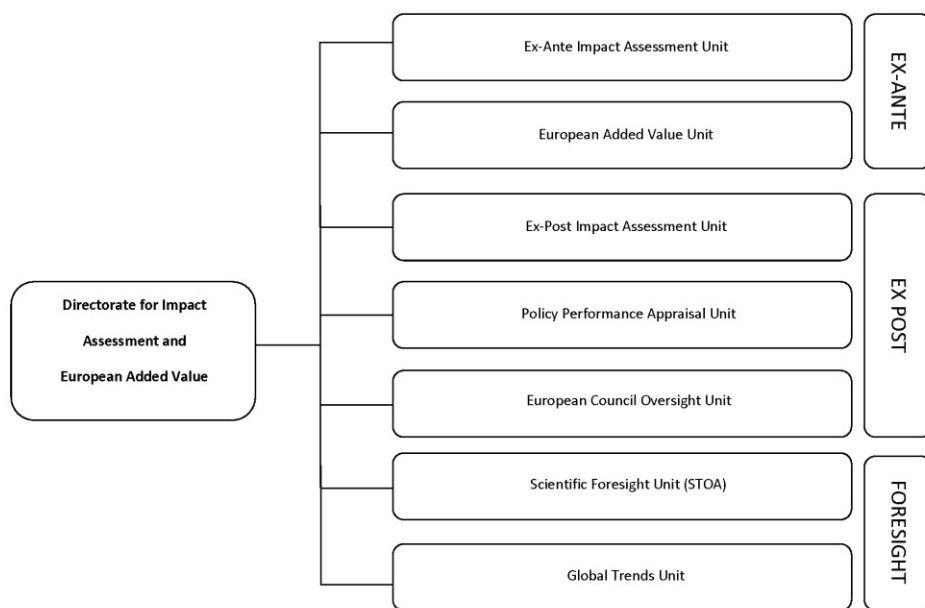 Ex-Ante Impact Assessment Unit
European Added Value Unit
EX-ANTE
Ex-Post Impact Assessment Unit
Policy Performance Appraisal Unit
European Council Oversight Unit
EX POST
Directorate for Impact
Assessment and
European Added Value
Scientific Foresight Unit (STOA)
Global Trends Unit
FORESIGHT